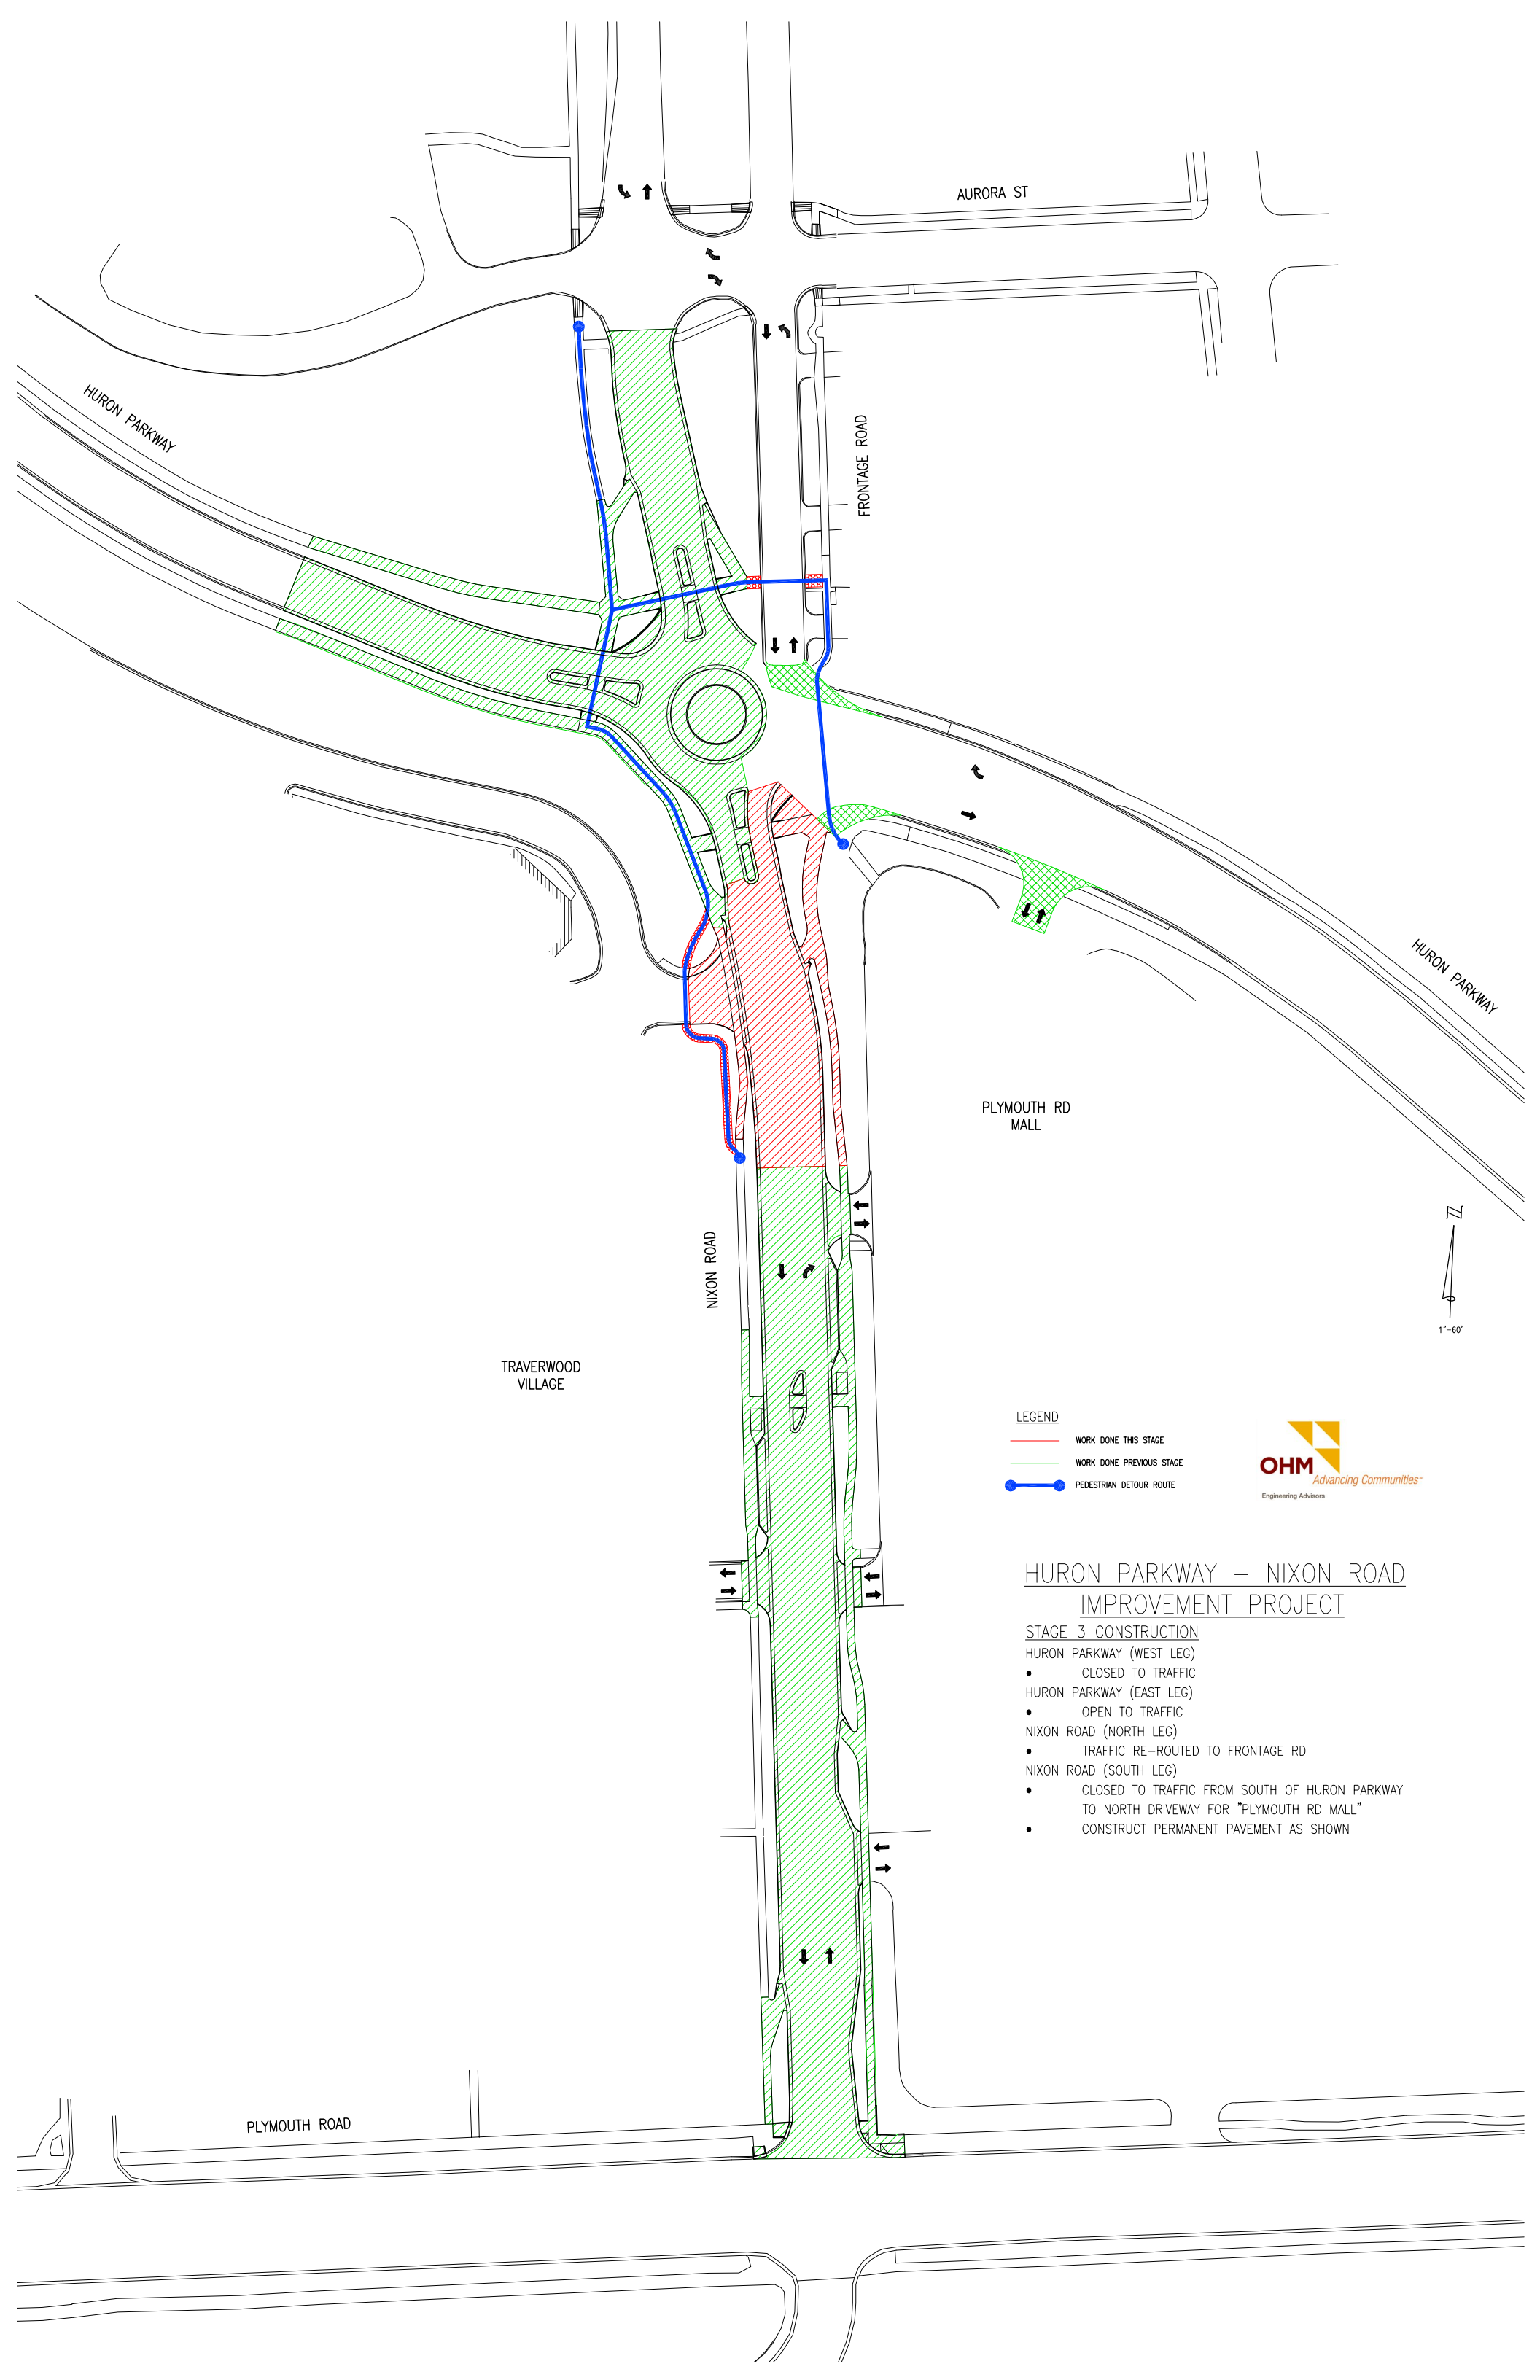 AURORA ST
HURON PARKWAY
FRONTAGE ROAD
HURON PARKWAY
PLYMOUTH RD
MALL
NIXON ROAD
N
1"=60'
TRAVERWOOD
VILLAGE
LEGEND
WORK DONE THIS STAGE
WORK DONE PREVIOUS STAGE
PEDESTRIAN DETOUR ROUTE
OHM
Advancing Communities
Engineering Advisors
HURON PARKWAY – NIXON ROAD
IMPROVEMENT PROJECT
STAGE 3 CONSTRUCTION
HURON PARKWAY (WEST LEG)
• CLOSED TO TRAFFIC
HURON PARKWAY (EAST LEG)
• OPEN TO TRAFFIC
NIXON ROAD (NORTH LEG)
• TRAFFIC RE–ROUTED TO FRONTAGE RD
NIXON ROAD (SOUTH LEG)
• CLOSED TO TRAFFIC FROM SOUTH OF HURON PARKWAY
TO NORTH DRIVEWAY FOR "PLYMOUTH RD MALL"
• CONSTRUCT PERMANENT PAVEMENT AS SHOWN
PLYMOUTH ROAD